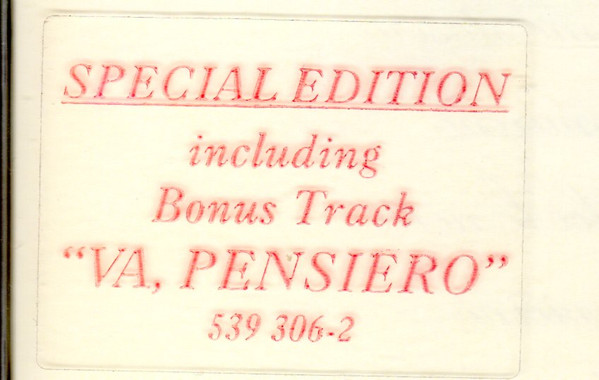 SPECIAL EDITION
including
Bonus Track
“VA, PENSIERO”
539 306-2